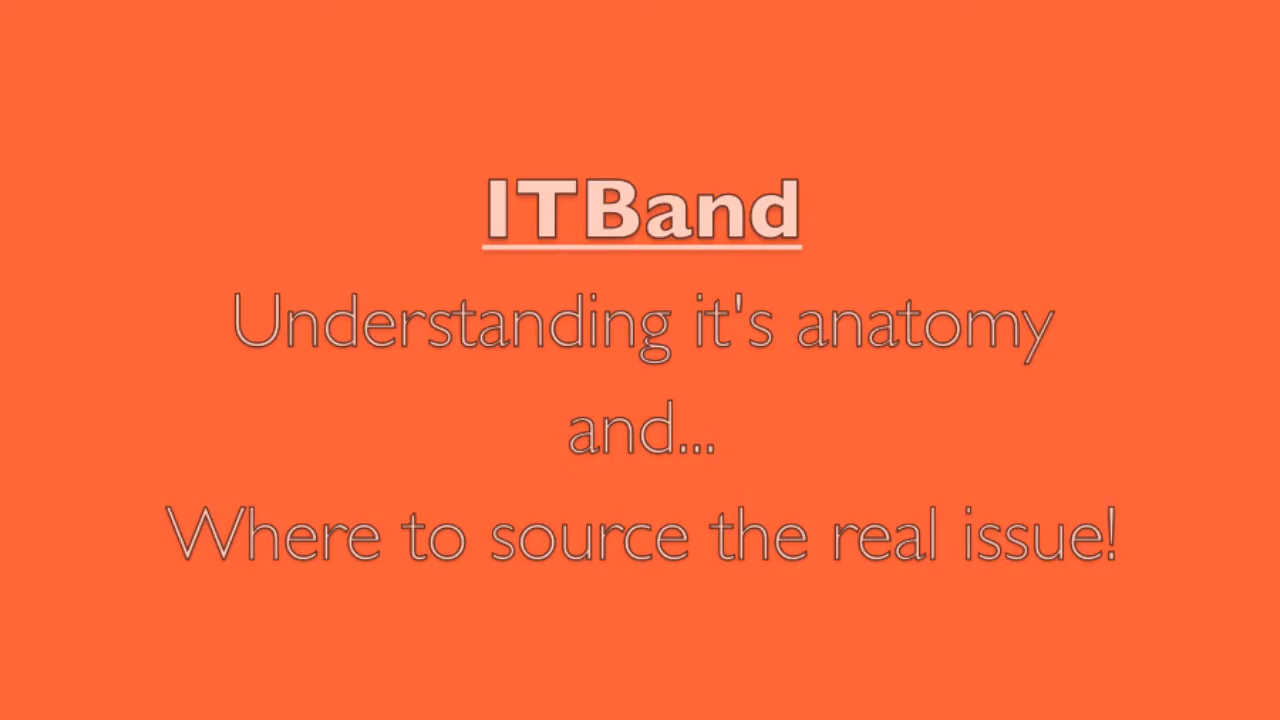 ITBand
Understanding it's anatomy
and...
Where to source the real issue!